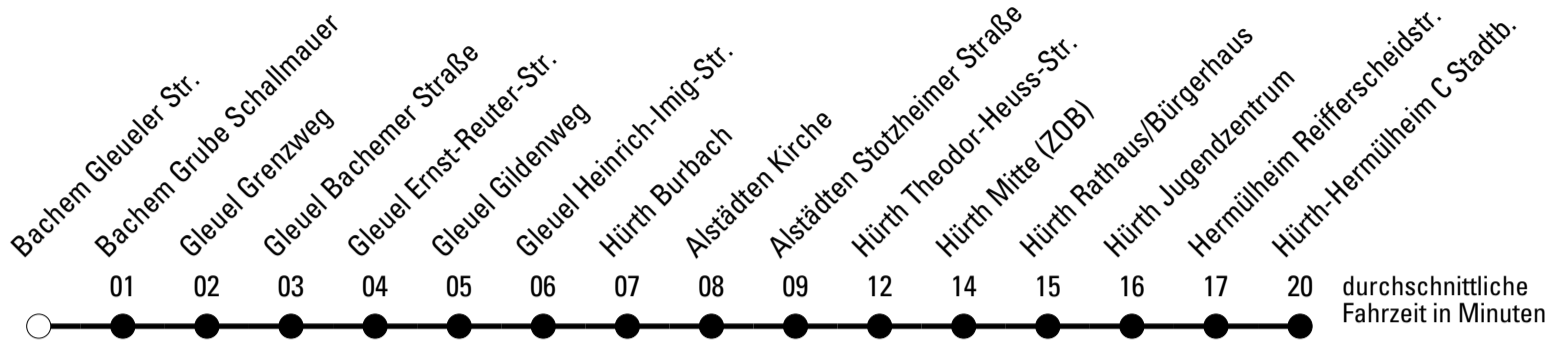 Bachem Gleueler Str.
Bachem Grube Schallmauer
Gleuel Grenzweg
Gleuel Bachemer Straße
Gleuel Ernst-Reuter-Str.
Gleuel Gildenweg
Gleuel Heinrich-Imig-Str.
Hürth Burbach
Alstädten Kirche
Alstädten Stotzheimer Straße
Hürth Theodor-Heuss-Str.
Hürth Mitte (ZOB)
Hürth Rathaus/Bürgerhaus
Hürth Jugendzentrum
Hermülheim Reifferscheidstr.
Hürth-Hermülheim C Stadtb.
01 02 03 04 05 06 07 08 09 12 14 15 16 17 20
durchschnittliche
Fahrzeit in Minuten